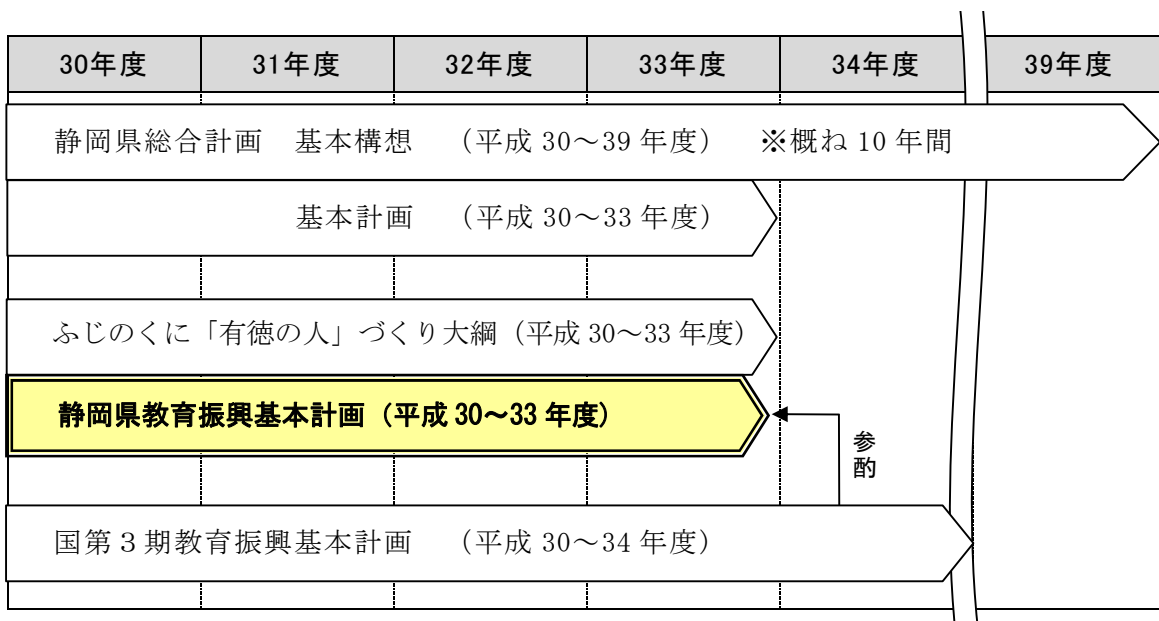 30年度 31年度 32年度 33年度 34年度 39年度
静岡県総合計画 基本構想 （平成 30～39 年度） ※概ね 10 年間
基本計画 （平成 30～33 年度）
ふじのくに「有徳の人」づくり大綱（平成 30～33 年度）
静岡県教育振興基本計画（平成 30～33 年度）
参酌
国第３期教育振興基本計画 （平成 30～34 年度）